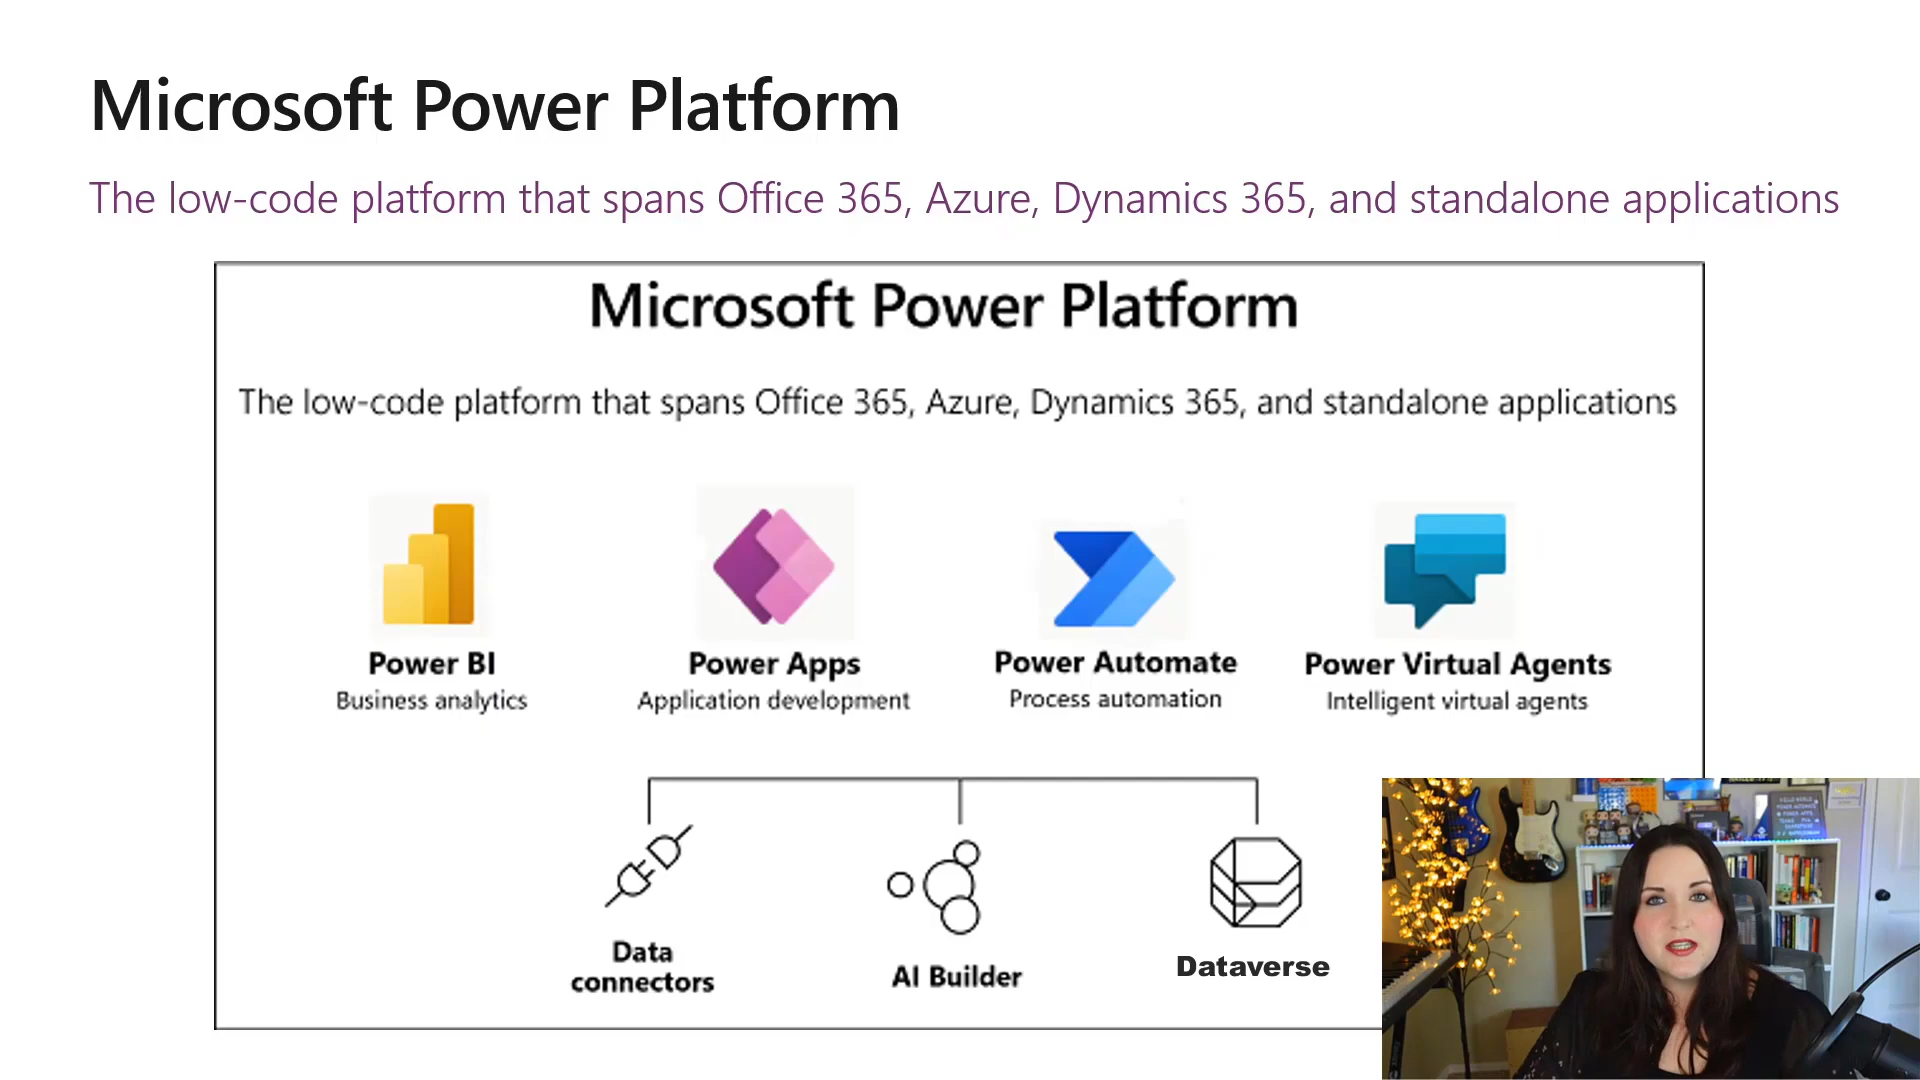 Microsoft Power Platform
The low-code platform that spans Office 365, Azure, Dynamics 365, and standalone applications
Microsoft Power Platform
The low-code platform that spans Office 365, Azure, Dynamics 365, and standalone applications
Power BI
Business analytics
Power Apps
Application development
Power Automate
Process automation
Power Virtual Agents
Intelligent virtual agents
Data
connectors
AI Builder
Dataverse